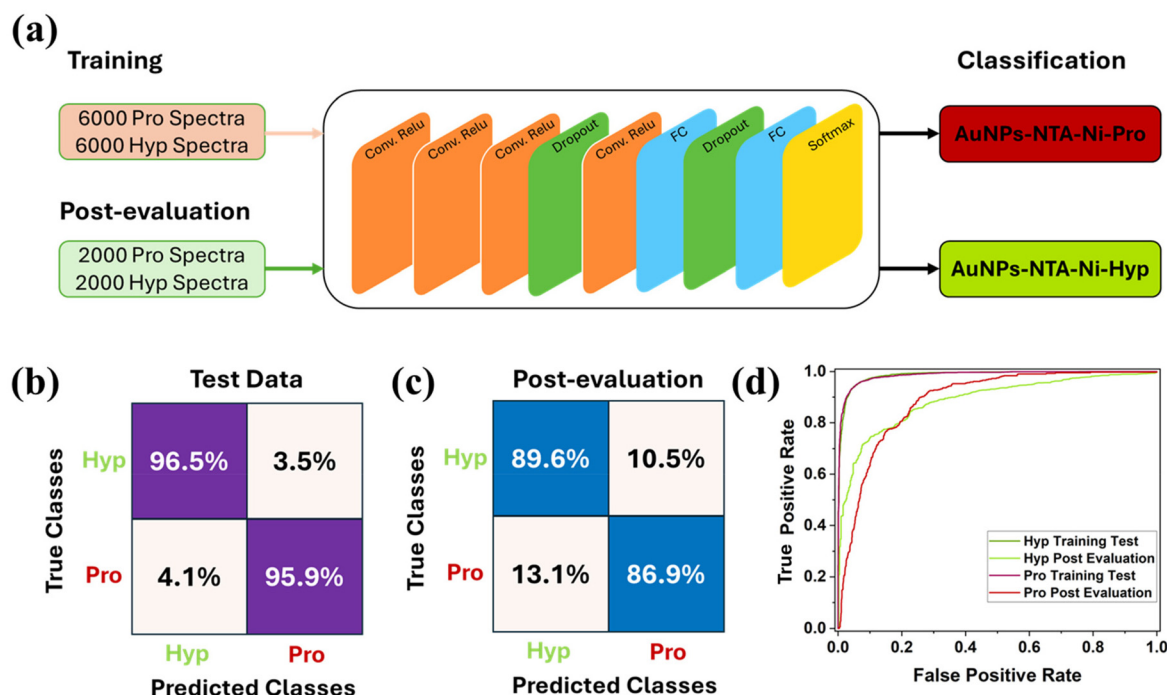 (a)
Training
6000 Pro Spectra
6000 Hyp Spectra
Post-evaluation
2000 Pro Spectra
2000 Hyp Spectra
Conv. Relu
Conv. Relu
Conv. Relu
Dropout
Conv. Relu
FC
Dropout
FC
Softmax
Classification
AuNPs-NTA-Ni-Pro
AuNPs-NTA-Ni-Hyp
(b)
Test Data
True Classes
Hyp
96.5%
3.5%
Pro
4.1%
95.9%
Hyp
Pro
Predicted Classes
(c)
Post-evaluation
True Classes
Hyp
89.6%
10.5%
Pro
13.1%
86.9%
Hyp
Pro
Predicted Classes
(d)
True Positive Rate
1.0
0.8
0.6
0.4
0.2
0.0
Hyp Training Test
Hyp Post Evaluation
Pro Training Test
Pro Post Evaluation
0.0
0.2
0.4
0.6
0.8
1.0
False Positive Rate